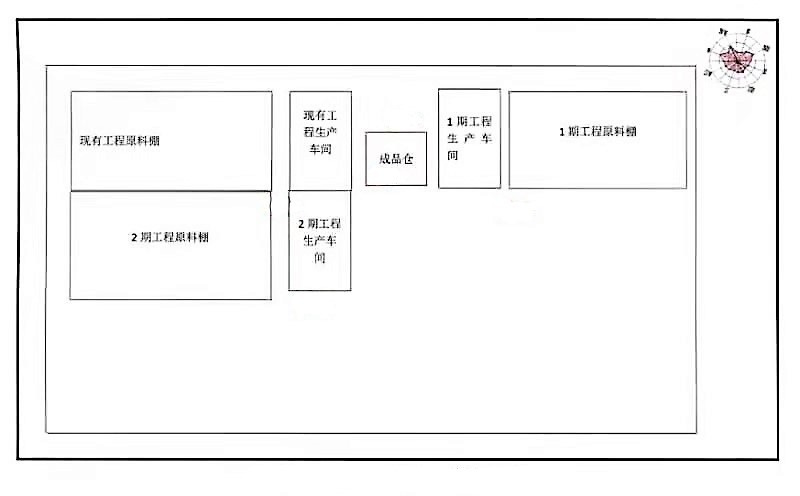 现有工程原料棚
现有工
程生产
车间
成品仓
1 期工程
生 产 车
间
1 期工程原料棚
2 期工程原料棚
2 期工程
生产车
间